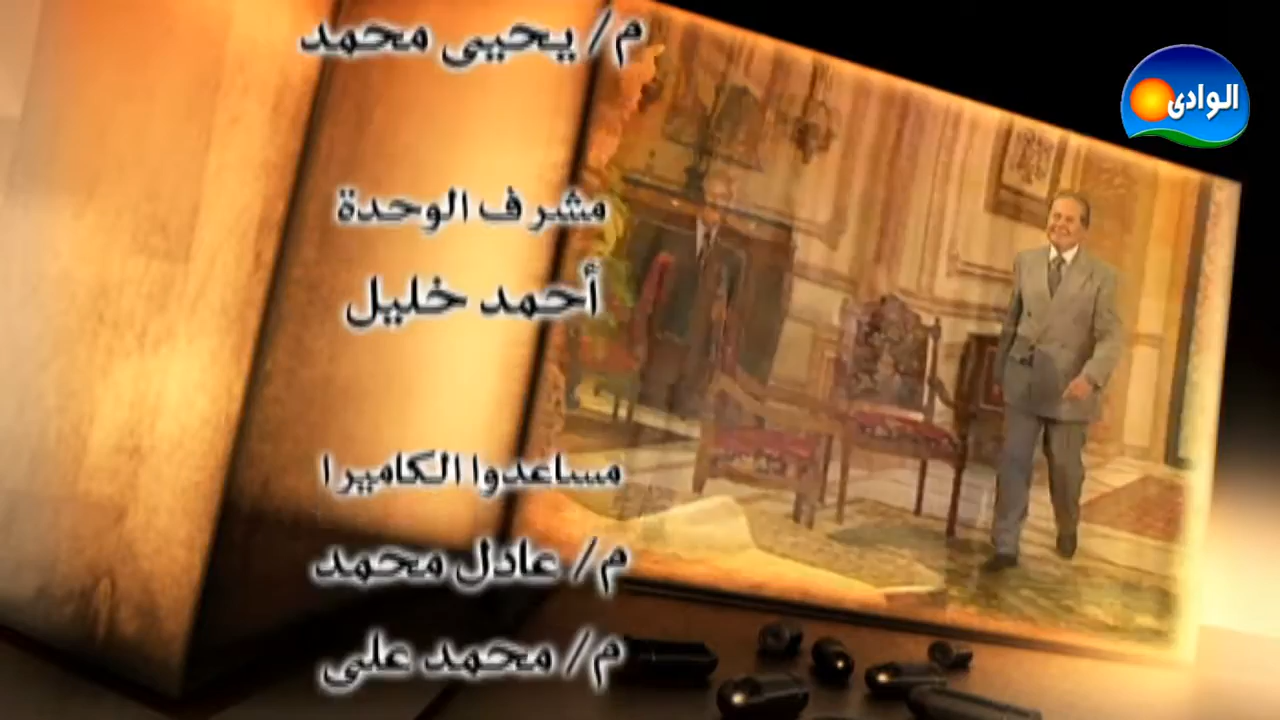 م/ يحيى محمد
الوادى
مشرف الوحدة
أحمد خليل
مساعدوا الكاميرا
م/ عادل محمد
م/ محمد على